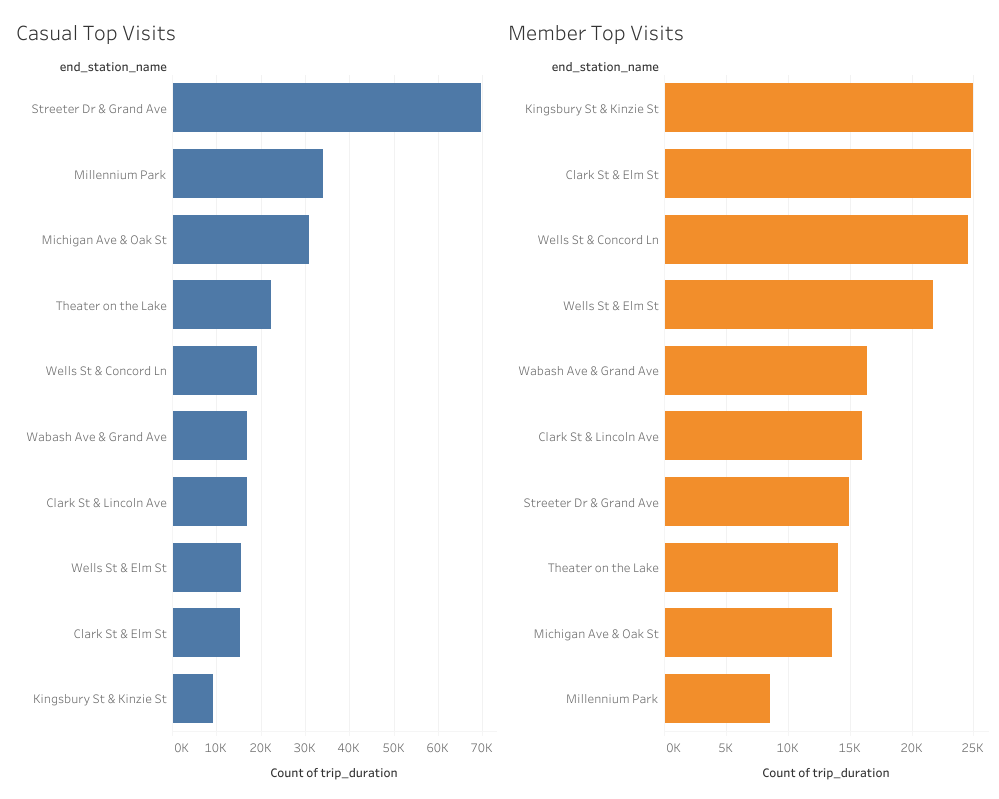 Casual Top Visits
end_station_name
Streeter Dr & Grand Ave
Millennium Park
Michigan Ave & Oak St
Theater on the Lake
Wells St & Concord Ln
Wabash Ave & Grand Ave
Clark St & Lincoln Ave
Wells St & Elm St
Clark St & Elm St
Kingsbury St & Kinzie St
0K 10K 20K 30K 40K 50K 60K 70K
Count of trip_duration
Member Top Visits
end_station_name
Kingsbury St & Kinzie St
Clark St & Elm St
Wells St & Concord Ln
Wells St & Elm St
Wabash Ave & Grand Ave
Clark St & Lincoln Ave
Streeter Dr & Grand Ave
Theater on the Lake
Michigan Ave & Oak St
Millennium Park
0K 5K 10K 15K 20K 25K
Count of trip_duration